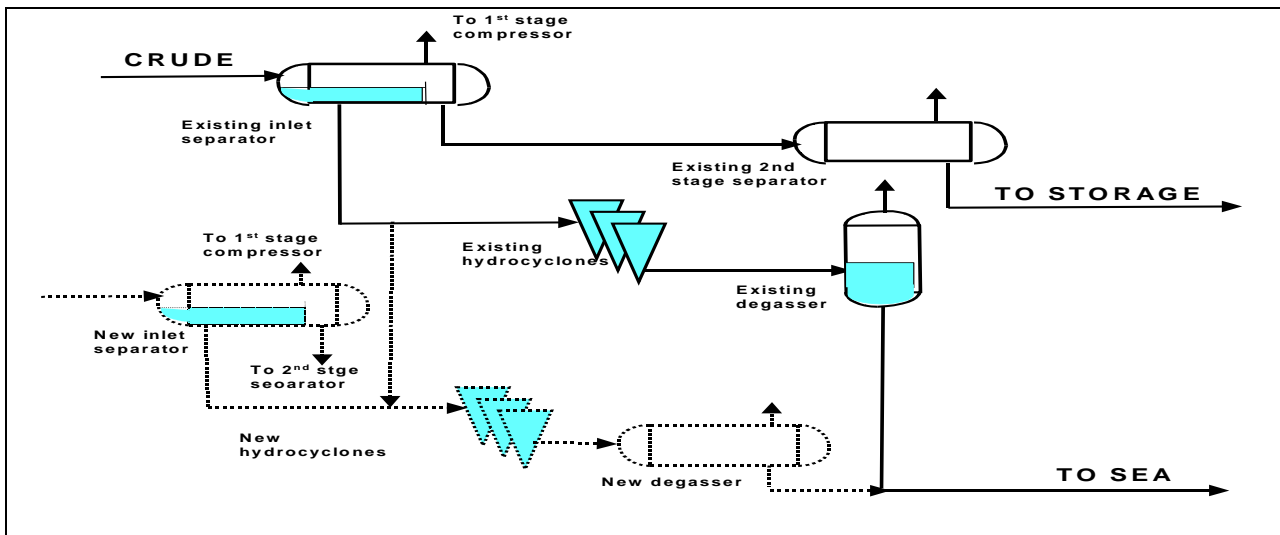 To 1st stage
compressor
CRUDE
Existing inlet
separator
Existing 2nd
stage separator
TO STORAGE
To 1st stage
compressor
Existing
hydrocyclones
Existing
degasser
New inlet
separator
To 2nd stge
seoarator
New
hydrocyclones
New degasser
TO SEA